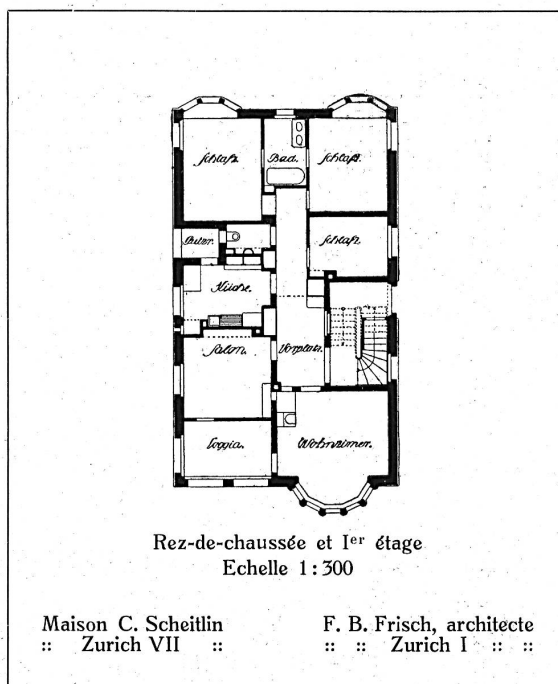 Schlafz.
Bad.
Schlafz.
Schlafz.
Küche.
Salon.
Vorplatz.
Loggia.
Wohnzimer.
Rez-de-chaussée et Ier étage
Echelle 1:300
Maison C. Scheitlin
:: Zurich VII ::
F. B. Frisch, architecte
:: :: Zurich I :: ::